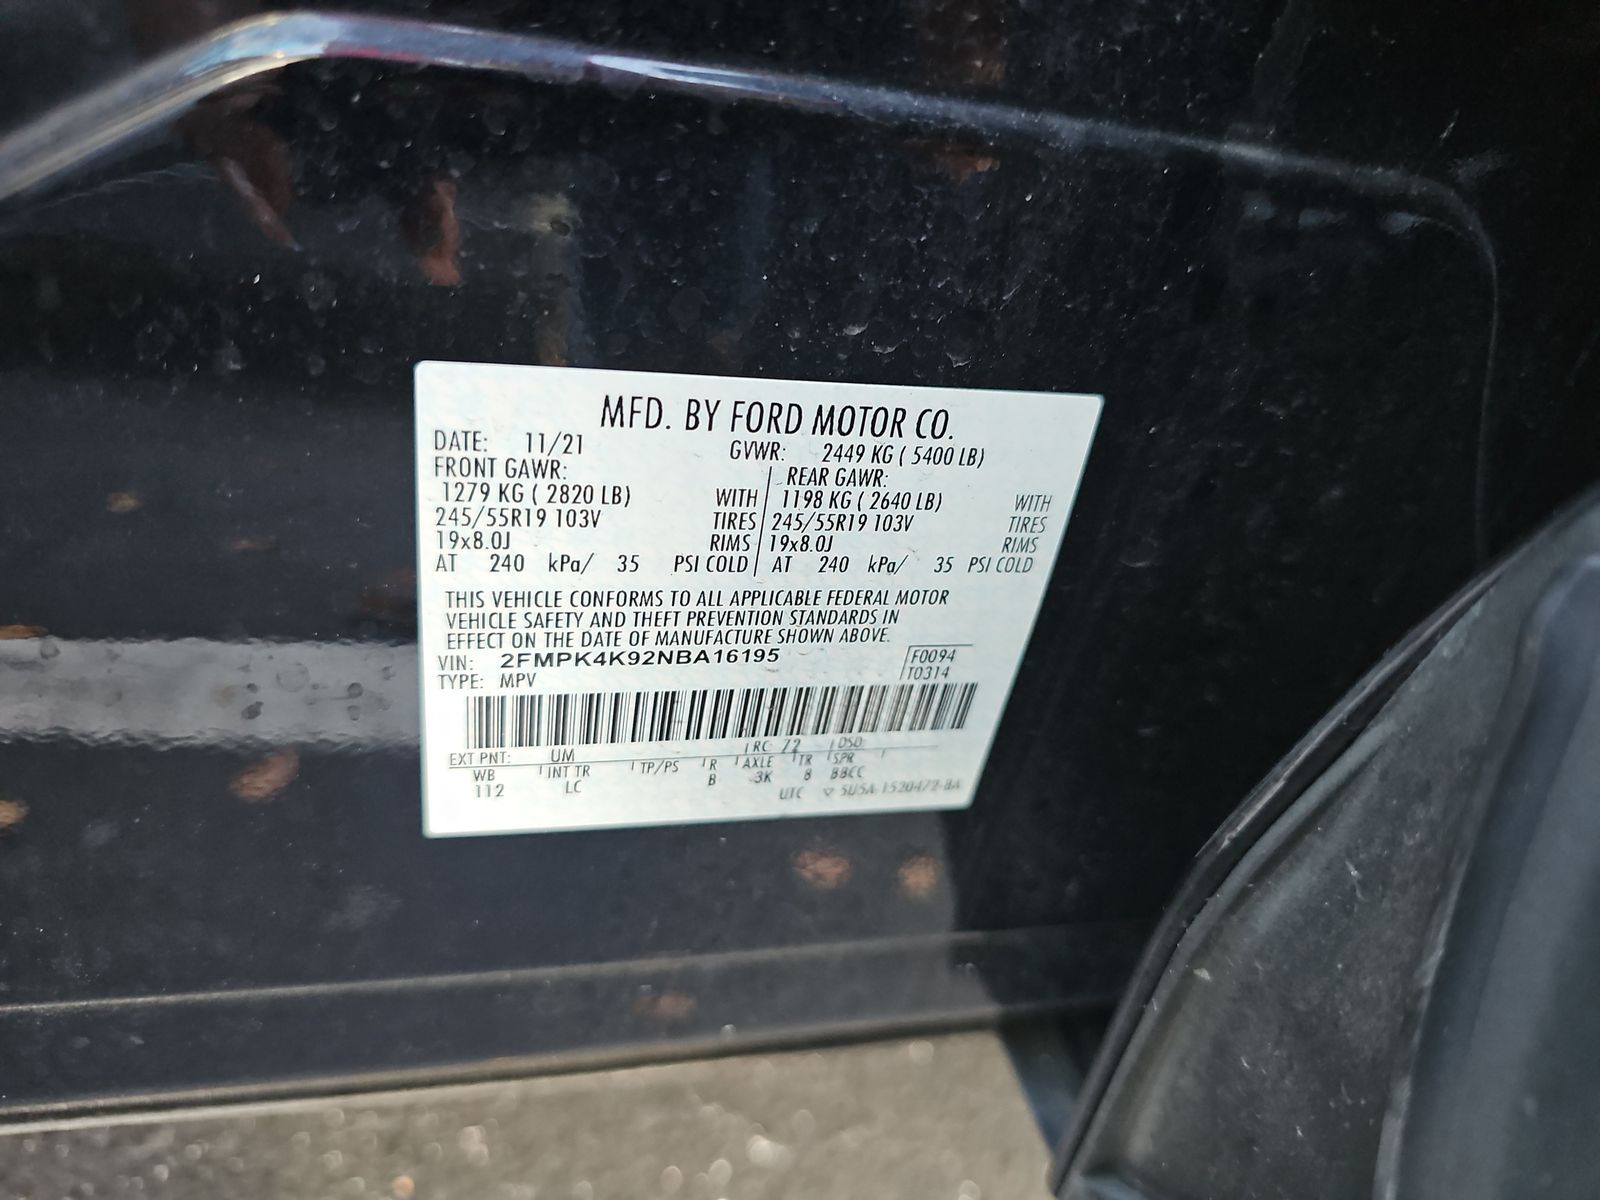 MFD. BY FORD MOTOR CO.
DATE: 11/21 GVWR: 2449 KG ( 5400 LB)
FRONT GAWR: REAR GAWR:
1279 KG ( 2820 LB) WITH 1198 KG ( 2640 LB) WITH
245/55R19 103V TIRES 245/55R19 103V TIRES
19x8.0J RIMS 19x8.0J RIMS
AT 240 kPa/ 35 PSI COLD AT 240 kPa/ 35 PSI COLD
THIS VEHICLE CONFORMS TO ALL APPLICABLE FEDERAL MOTOR
VEHICLE SAFETY AND THEFT PREVENTION STANDARDS IN
EFFECT ON THE DATE OF MANUFACTURE SHOWN ABOVE.
VIN: 2FMPK4K92NBA16195 F0094
TYPE: MPV T0314
EXT PNT: UM RC: 72 DSO:
WB INT TR TP/PS R AXLE TR SPR
112 LC B 3K 8 BBCC
UTC 5U5A-1520472-BA